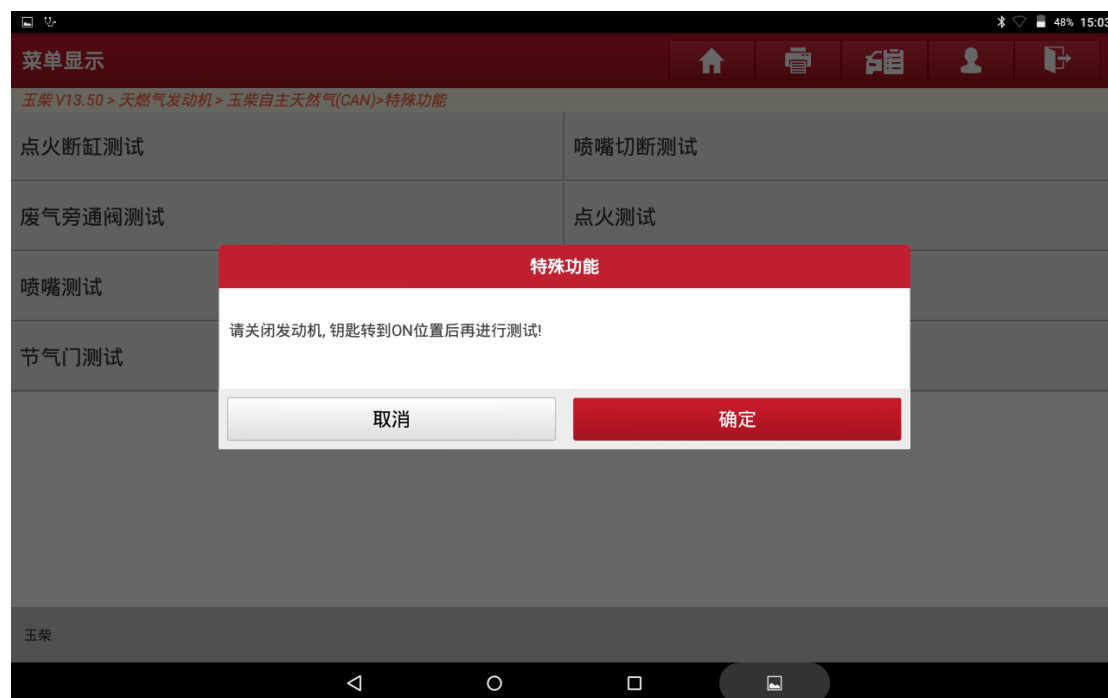 48% 15:03
菜单显示
玉柴 V13.50 > 天燃气发动机 > 玉柴自主天然气(CAN)>特殊功能
点火断缸测试
喷嘴切断测试
废气旁通阀测试
点火测试
喷嘴测试
节气门测试
特殊功能
请关闭发动机, 钥匙转到ON位置后再进行测试!
取消
确定
玉柴